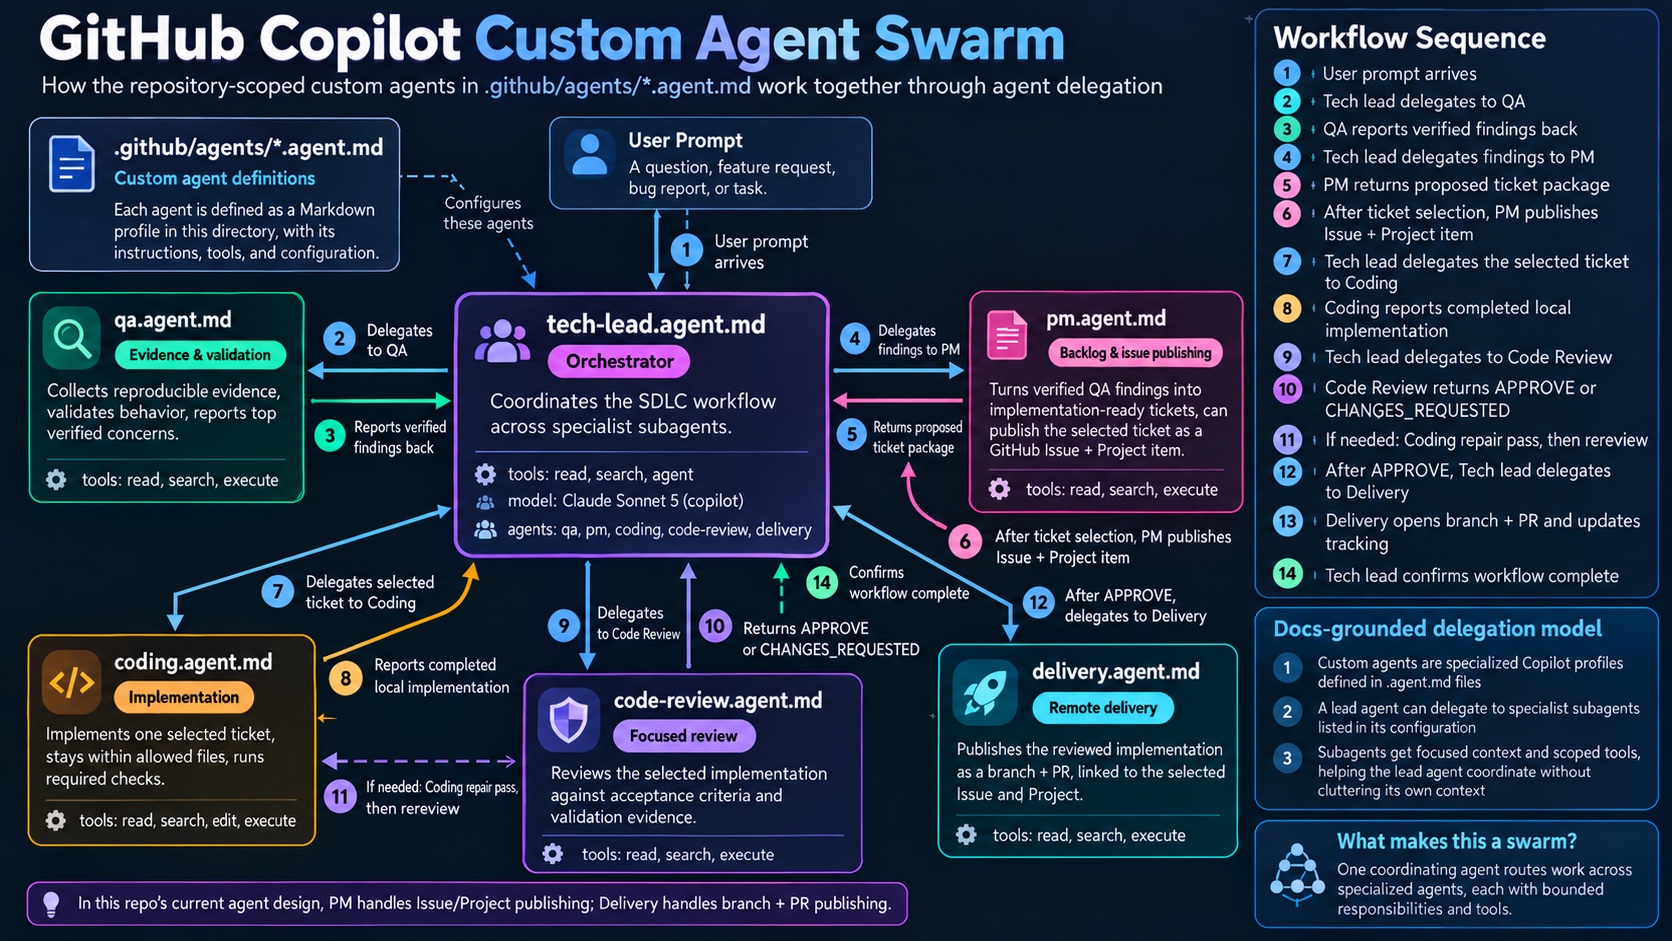 GitHub Copilot Custom Agent Swarm
How the repository-scoped custom agents in .github/agents/*.agent.md work together through agent delegation
.github/agents/*.agent.md
Custom agent definitions
Each agent is defined as a Markdown
profile in this directory, with its
instructions, tools, and configuration.
Configures
these agents
User Prompt
A question, feature request,
bug report, or task.
1
User prompt
arrives
qa.agent.md
Evidence & validation
Collects reproducible evidence,
validates behavior, reports top
verified concerns.
tools: read, search, execute
2
Delegates
to QA
3
Reports verified
findings back
tech-lead.agent.md
Orchestrator
Coordinates the SDLC workflow
across specialist subagents.
tools: read, search, agent
model: Claude Sonnet 5 (copilot)
agents: qa, pm, coding, code-review, delivery
4
Delegates
findings to PM
5
Returns proposed
ticket package
pm.agent.md
Backlog & issue publishing
Turns verified QA findings into
implementation-ready tickets, can
publish the selected ticket as a
GitHub Issue + Project item.
tools: read, search, execute
6
After ticket selection, PM publishes
Issue + Project item
7
Delegates selected
ticket to Coding
8
Reports completed
local implementation
9
Delegates
to Code Review
10
Returns APPROVE
or CHANGES_REQUESTED
14
Confirms
workflow complete
12
After APPROVE,
delegates to Delivery
coding.agent.md
Implementation
Implements one selected ticket,
stays within allowed files, runs
required checks.
tools: read, search, edit, execute
11
If needed: Coding repair pass,
then rereview
code-review.agent.md
Focused review
Reviews the selected implementation
against acceptance criteria and
validation evidence.
tools: read, search, execute
delivery.agent.md
Remote delivery
Publishes the reviewed implementation
as a branch + PR, linked to the selected
Issue and Project.
tools: read, search, execute
In this repo's current agent design, PM handles Issue/Project publishing; Delivery handles branch + PR publishing.
Workflow Sequence
1 User prompt arrives
2 Tech lead delegates to QA
3 QA reports verified findings back
4 Tech lead delegates findings to PM
5 PM returns proposed ticket package
6 After ticket selection, PM publishes
Issue + Project item
7 Tech lead delegates the selected ticket
to Coding
8 Coding reports completed local
implementation
9 Tech lead delegates to Code Review
10 Code Review returns APPROVE or
CHANGES_REQUESTED
11 If needed: Coding repair pass, then rereview
12 After APPROVE, Tech lead delegates
to Delivery
13 Delivery opens branch + PR and updates
tracking
14 Tech lead confirms workflow complete
Docs-grounded delegation model
1 Custom agents are specialized Copilot profiles
defined in .agent.md files
2 A lead agent can delegate to specialist subagents
listed in its configuration
3 Subagents get focused context and scoped tools,
helping the lead agent coordinate without
cluttering its own context
What makes this a swarm?
One coordinating agent routes work across
specialized agents, each with bounded
responsibilities and tools.